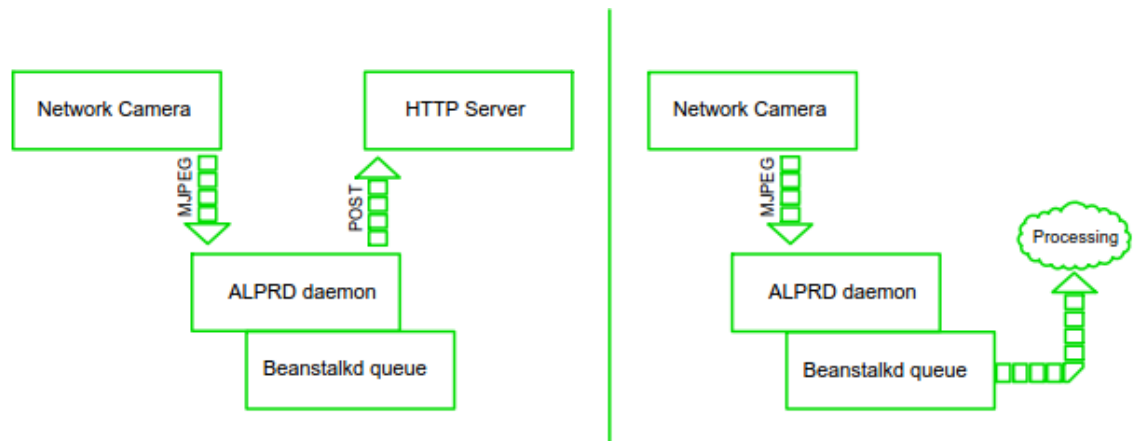 Network Camera
HTTP Server
MJPEG
POST
ALPRD daemon
Beanstalkd queue
Network Camera
MJPEG
Processing
ALPRD daemon
Beanstalkd queue